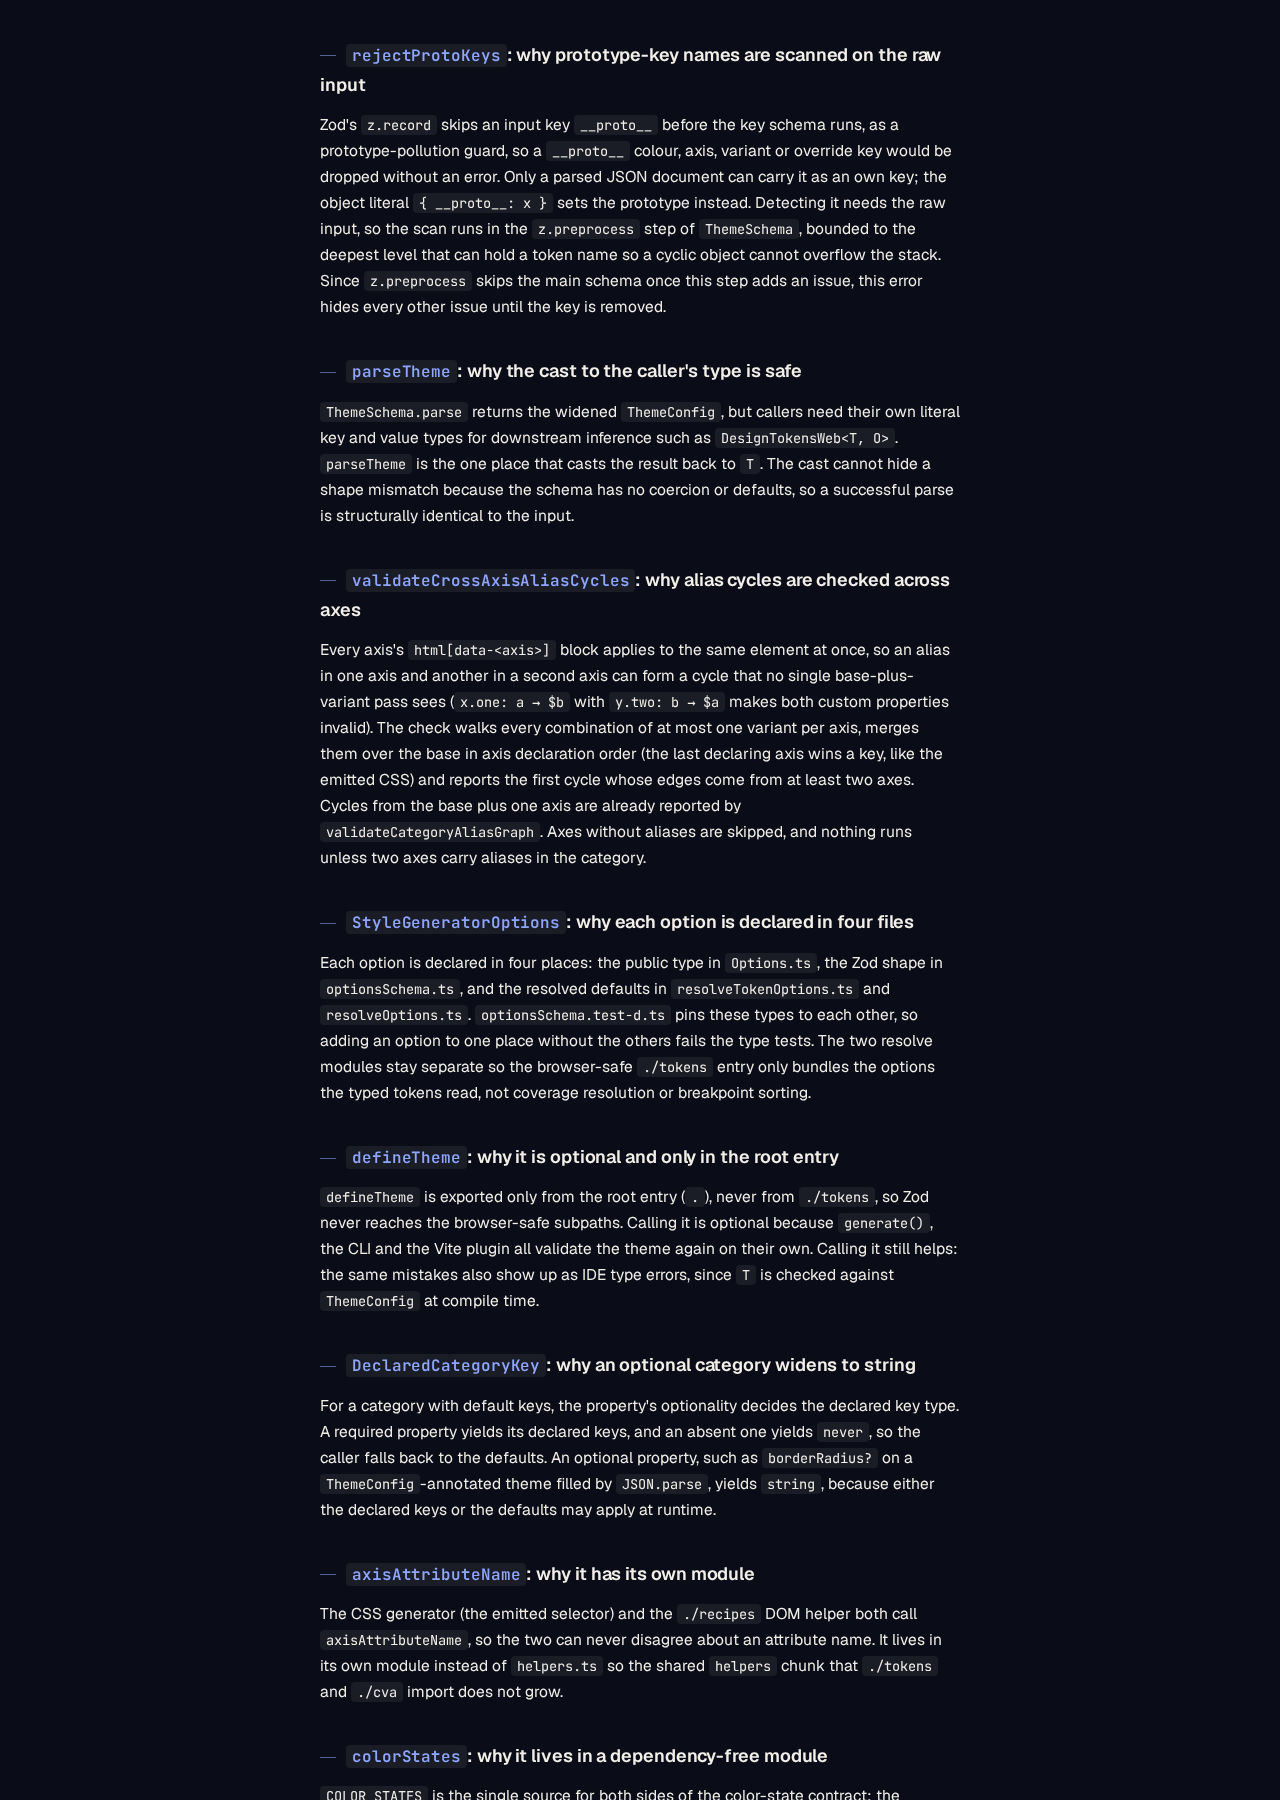 — rejectProtoKeys: why prototype-key names are scanned on the raw
input
Zod's z.record skips an input key __proto__ before the key schema runs, as a
prototype-pollution guard, so a __proto__ colour, axis, variant or override key would be
dropped without an error. Only a parsed JSON document can carry it as an own key; the
object literal { __proto__: x } sets the prototype instead. Detecting it needs the raw
input, so the scan runs in the z.preprocess step of ThemeSchema, bounded to the
deepest level that can hold a token name so a cyclic object cannot overflow the stack.
Since z.preprocess skips the main schema once this step adds an issue, this error
hides every other issue until the key is removed.
— parseTheme: why the cast to the caller's type is safe
ThemeSchema.parse returns the widened ThemeConfig, but callers need their own literal
key and value types for downstream inference such as DesignTokensWeb<T, O>.
parseTheme is the one place that casts the result back to T. The cast cannot hide a
shape mismatch because the schema has no coercion or defaults, so a successful parse
is structurally identical to the input.
— validateCrossAxisAliasCycles: why alias cycles are checked across
axes
Every axis's html[data-<axis>] block applies to the same element at once, so an alias
in one axis and another in a second axis can form a cycle that no single base-plus-
variant pass sees (x.one: a → $b with y.two: b → $a makes both custom properties
invalid). The check walks every combination of at most one variant per axis, merges
them over the base in axis declaration order (the last declaring axis wins a key, like the
emitted CSS) and reports the first cycle whose edges come from at least two axes.
Cycles from the base plus one axis are already reported by
validateCategoryAliasGraph. Axes without aliases are skipped, and nothing runs
unless two axes carry aliases in the category.
— StyleGeneratorOptions: why each option is declared in four files
Each option is declared in four places: the public type in Options.ts, the Zod shape in
optionsSchema.ts, and the resolved defaults in resolveTokenOptions.ts and
resolveOptions.ts. optionsSchema.test-d.ts pins these types to each other, so
adding an option to one place without the others fails the type tests. The two resolve
modules stay separate so the browser-safe ./tokens entry only bundles the options
the typed tokens read, not coverage resolution or breakpoint sorting.
— defineTheme: why it is optional and only in the root entry
defineTheme is exported only from the root entry (.), never from ./tokens, so Zod
never reaches the browser-safe subpaths. Calling it is optional because generate(),
the CLI and the Vite plugin all validate the theme again on their own. Calling it still helps:
the same mistakes also show up as IDE type errors, since T is checked against
ThemeConfig at compile time.
— DeclaredCategoryKey: why an optional category widens to string
For a category with default keys, the property's optionality decides the declared key type.
A required property yields its declared keys, and an absent one yields never, so the
caller falls back to the defaults. An optional property, such as borderRadius? on a
ThemeConfig-annotated theme filled by JSON.parse, yields string, because either
the declared keys or the defaults may apply at runtime.
— axisAttributeName: why it has its own module
The CSS generator (the emitted selector) and the ./recipes DOM helper both call
axisAttributeName, so the two can never disagree about an attribute name. It lives in
its own module instead of helpers.ts so the shared helpers chunk that ./tokens
and ./cva import does not grow.
— colorStates: why it lives in a dependency-free module
COLOR_STATES is the single source for both sides of the color-state contract: the